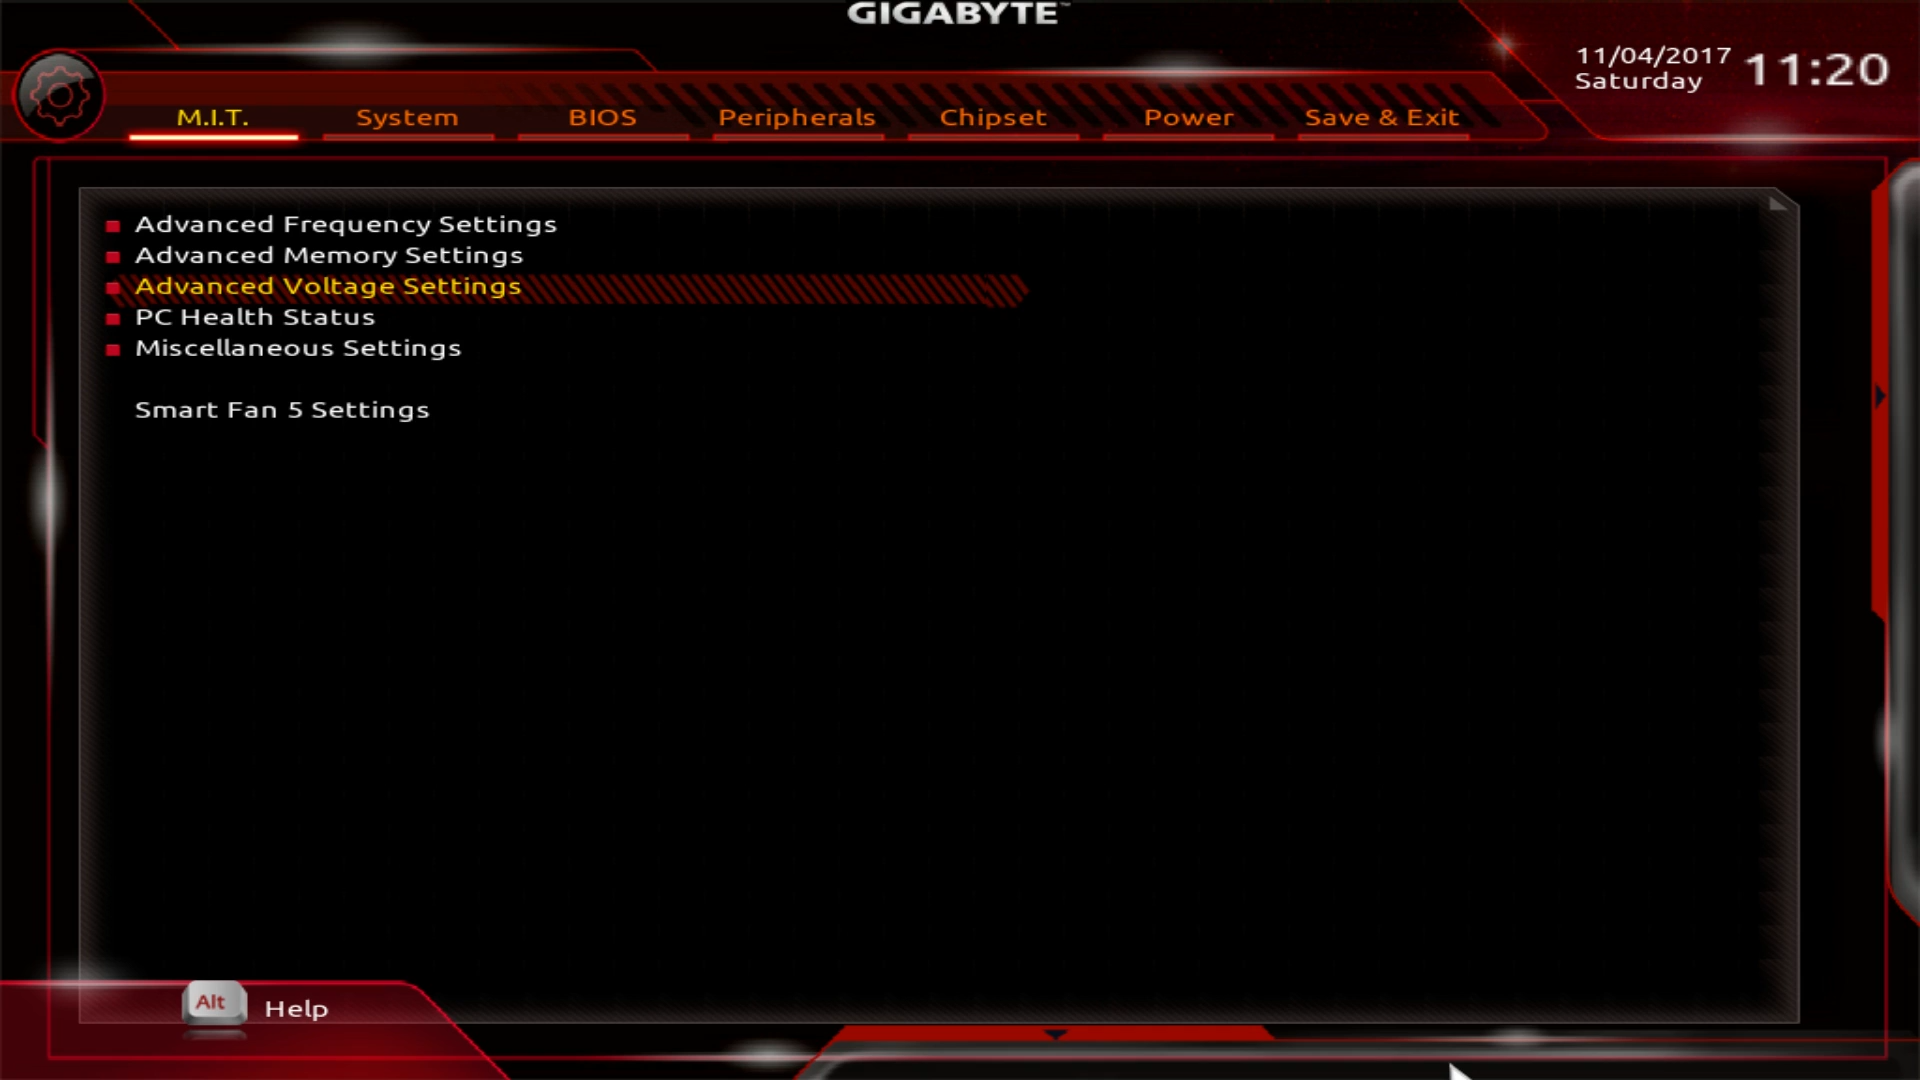 GIGABYTE™
11/04/2017
Saturday
11:20
M.I.T.
System
BIOS
Peripherals
Chipset
Power
Save & Exit
Advanced Frequency Settings
Advanced Memory Settings
Advanced Voltage Settings
PC Health Status
Miscellaneous Settings
Smart Fan 5 Settings
Alt
Help